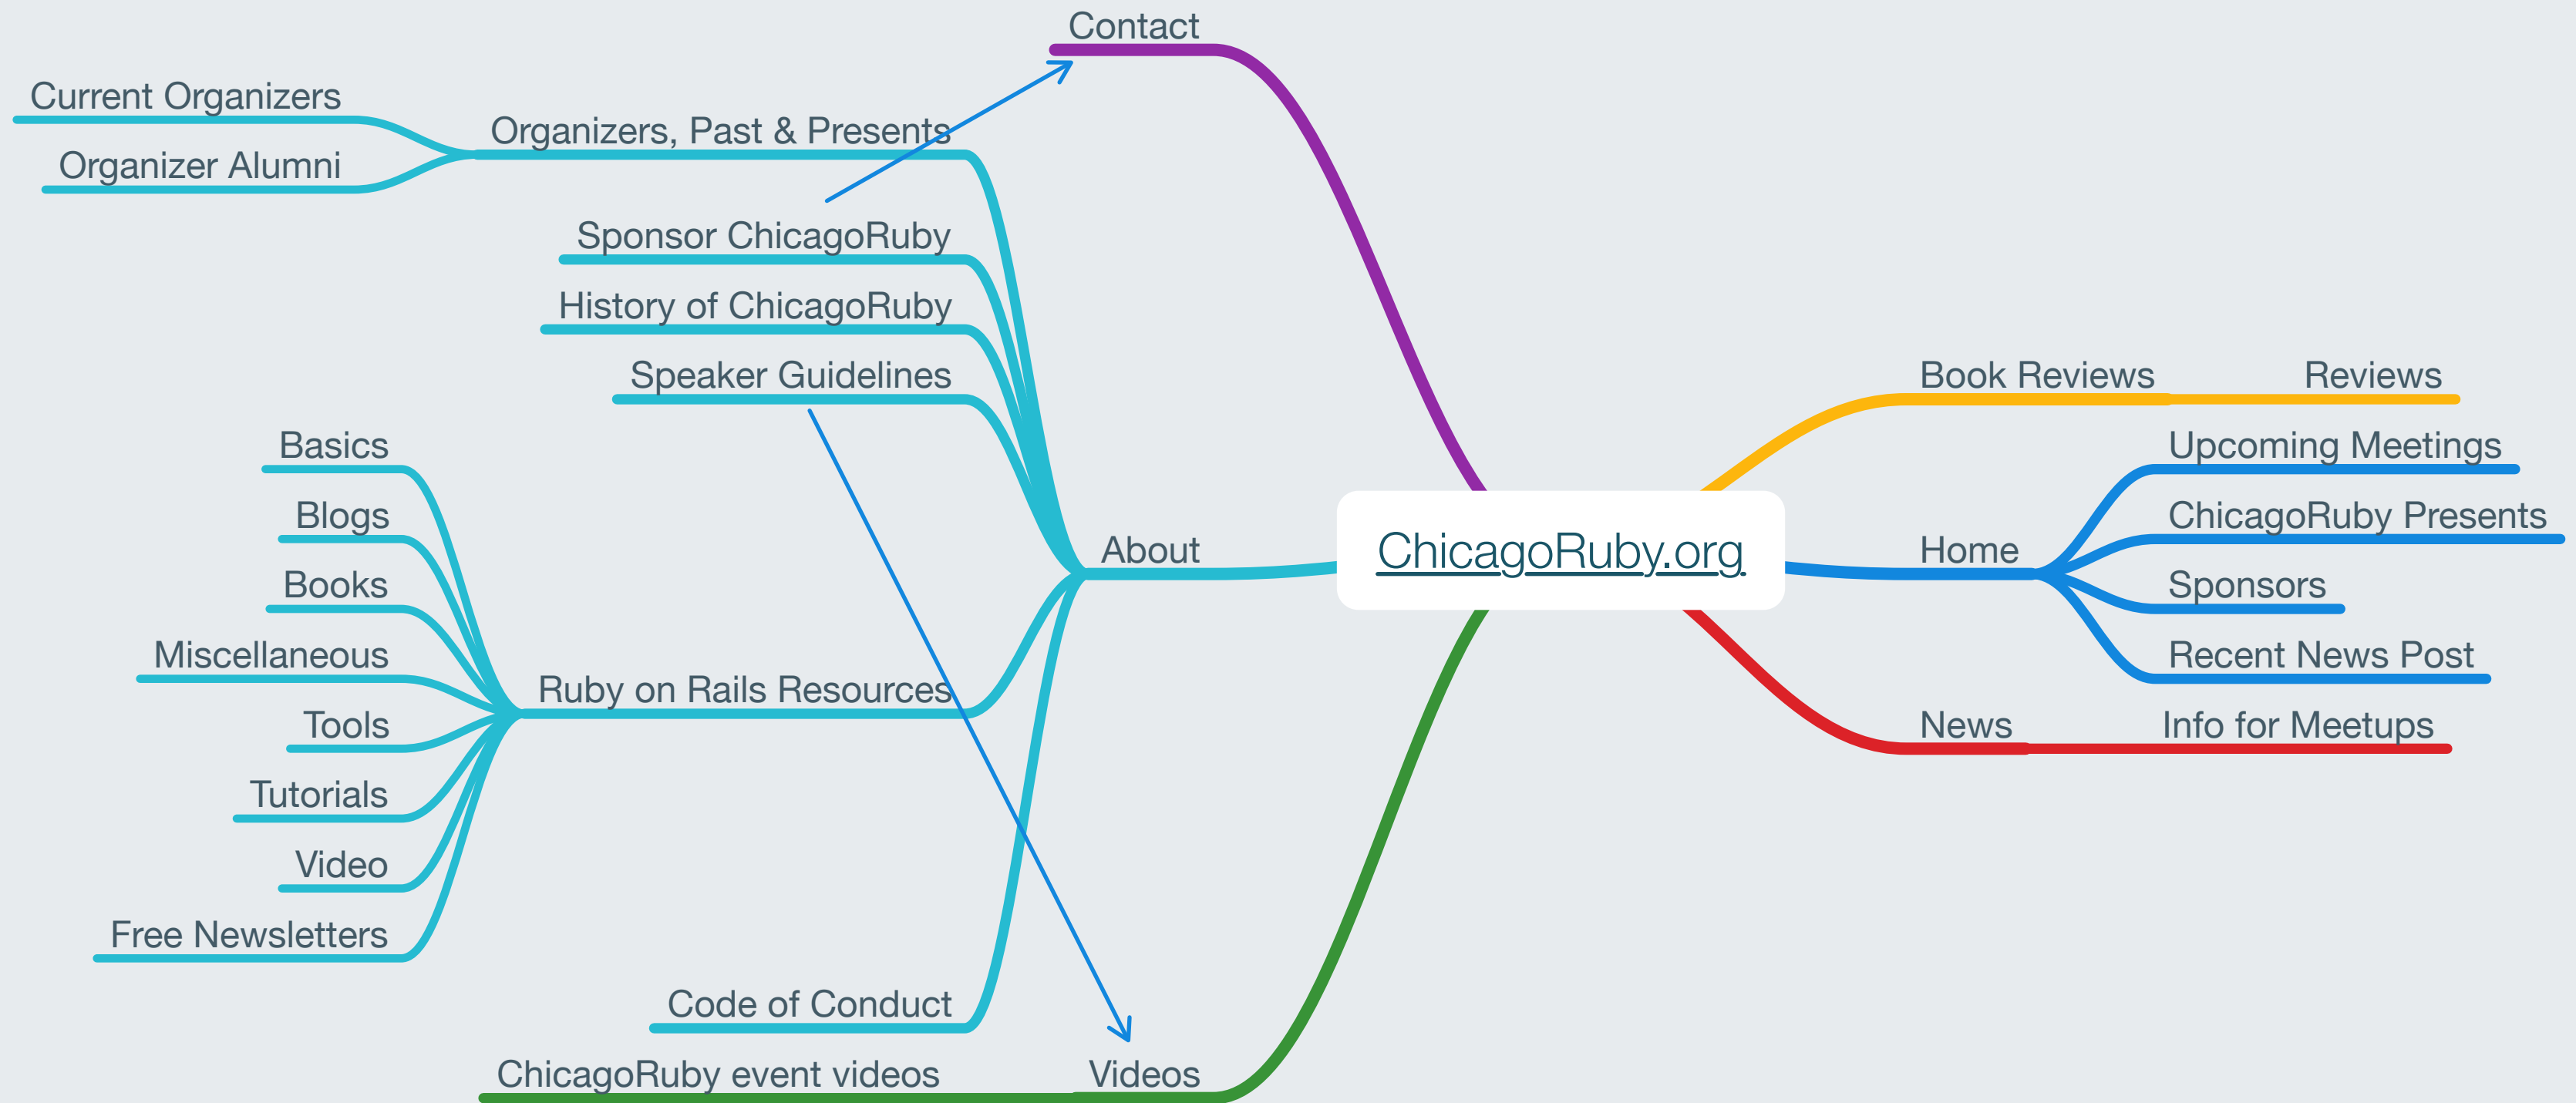 Contact
Current Organizers
Organizer Alumni
Organizers, Past & Presents
Sponsor ChicagoRuby
History of ChicagoRuby
Speaker Guidelines
Basics
Blogs
Books
Miscellaneous
Tools
Tutorials
Video
Free Newsletters
Ruby on Rails Resources
Code of Conduct
About
ChicagoRuby event videos
Videos
ChicagoRuby.org
Book Reviews
Reviews
Home
Upcoming Meetings
ChicagoRuby Presents
Sponsors
Recent News Post
News
Info for Meetups